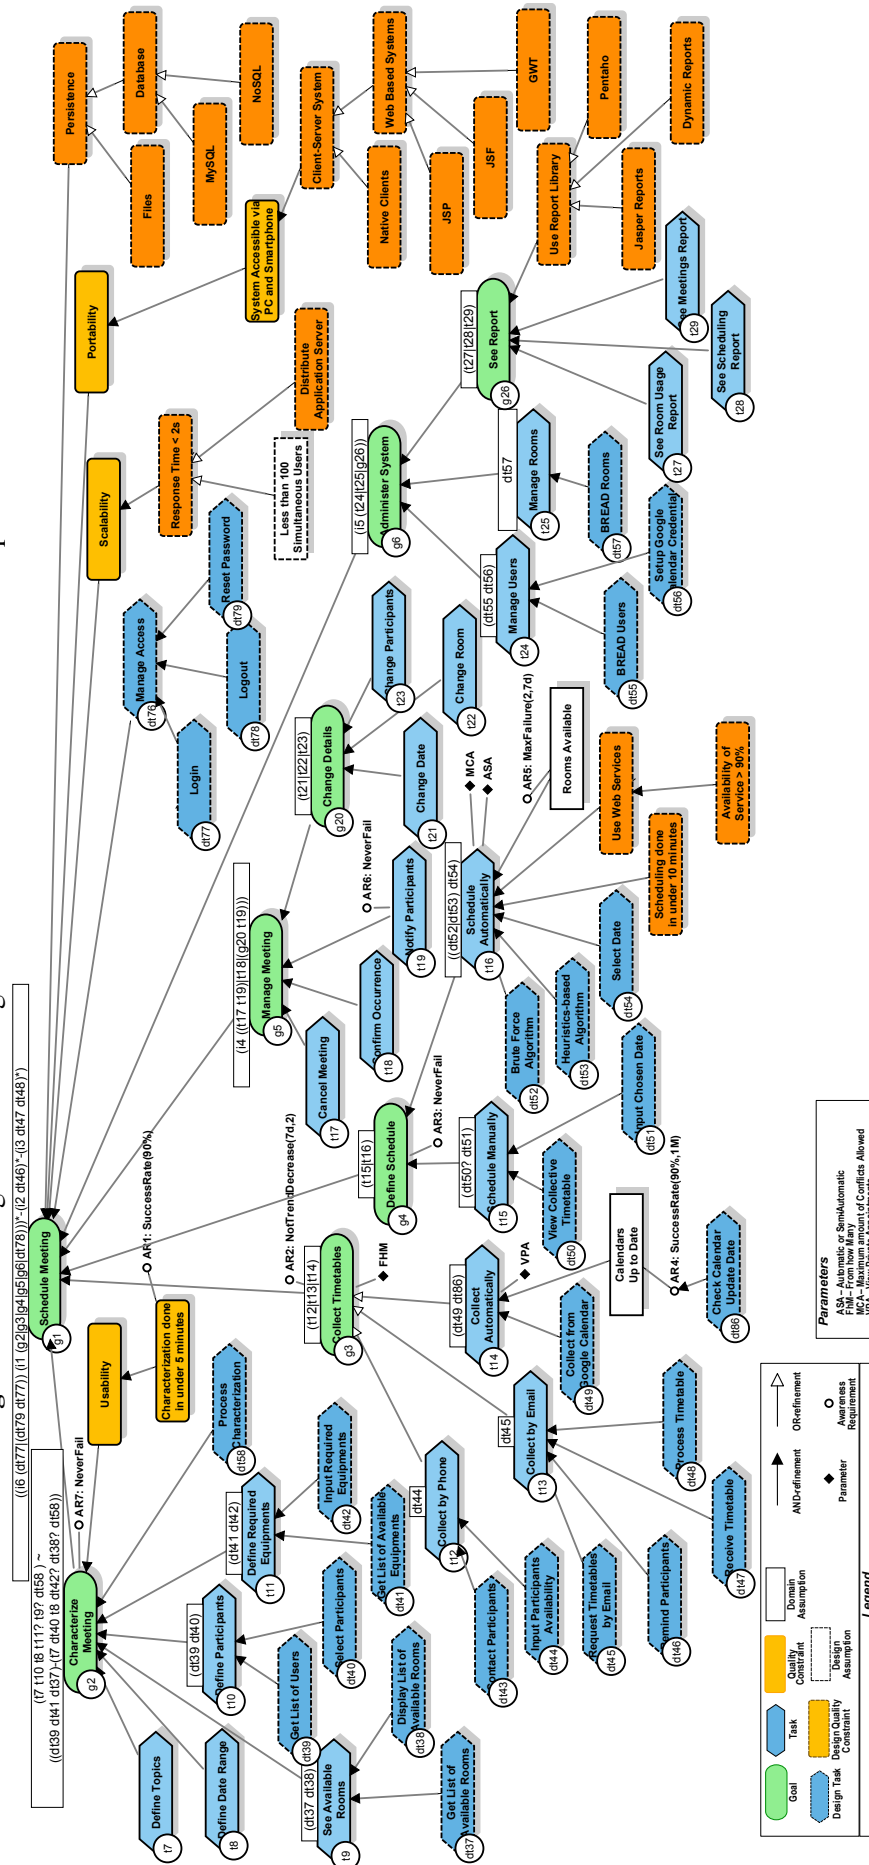 ((i6 (dt77|(dt79 dt77)) (i1 (g2|g3|g4|g5|g6|(dt78)))*-(i2 dt46)*-(i3 dt47 dt48)*)
Schedule Meeting
g1
(t7 t10 t8 t11? t9? dt58 ) ~
((dt39 dt41 dt37)-(t7 dt40 t8 dt42? dt38? dt58))
AR7: NeverFail
Characterize
Meeting
g2
Usability
Characterization done
in under 5 minutes
AR1: SuccessRate(90%)
Define Topics
t7
Define Date Range
t8
(dt37 dt38)
See Available
Rooms
t9
Get List of
Available Rooms
dt37
Display List of
Available Rooms
dt38
(dt39 dt40)
Define Participants
t10
Get List of Users
dt39
Select Participants
dt40
(dt41 dt42)
Define Required
Equipments
t11
Get List of Available
Equipments
dt41
Input Required
Equipments
dt42
Process
Characterization
dt58
AR2: NotTrendDecrease(7d,2)
(t12|t13|t14)
Collect Timetables
g3
FHM
dt44
Collect by Phone
t12
Contact Participants
dt43
Input Participants
Availability
dt44
dt45
Collect by Email
t13
Request Timetables
by Email
dt45
Remind Participants
dt46
Receive Timetable
dt47
Process Timetable
dt48
(dt49 dt86)
Collect
Automatically
t14
VPA
Collect from
Google Calendar
dt49
Calendars
Up to Date
AR4: SuccessRate(90%,1M)
Check Calendar
Update Date
dt86
(t15|t16)
Define Schedule
g4
AR3: NeverFail
(dt50? dt51)
Schedule Manually
t15
View Collective
Timetable
dt50
Input Chosen Date
dt51
((dt52|dt53) dt54)
Schedule
Automatically
t16
MCA
ASA
AR5: MaxFailure(2,7d)
Rooms Available
Brute Force
Algorithm
dt52
Heuristics-based
Algorithm
dt53
Select Date
dt54
Scheduling done
in under 10 minutes
Use Web Services
Availability of
Service > 90%
(i4 ((t17 t19)|t18|(g20 t19)))
Manage Meeting
g5
Cancel Meeting
t17
Confirm Occurrence
t18
Notify Participants
t19
AR6: NeverFail
(t21|t22|t23)
Change Details
g20
Change Date
t21
Change Room
t22
Change Participants
t23
Manage Access
dt76
Login
dt77
Logout
dt78
Reset Password
dt79
(i5 (t24|t25|g26))
Administer System
g6
(dt55 dt56)
Manage Users
t24
BREAD Users
dt55
Setup Google
Calendar Credential
dt56
dt57
Manage Rooms
t25
BREAD Rooms
dt57
(t27|t28|t29)
See Report
g26
See Room Usage
Report
t27
See Scheduling
Report
t28
See Meetings Report
t29
Use Report Library
Jasper Reports
Pentaho
Dynamic Reports
Scalability
Response Time < 2s
Less than 100
Simultaneous Users
Distribute
Application Server
Portability
System Accessible via
PC and Smartphone
Client-Server System
Native Clients
Web Based Systems
JSP
JSF
GWT
Persistence
Files
Database
MySQL
NoSQL
Parameters
ASA – Automatic or SemiAutomatic
FhM – From how Many
MCA – Maximum amount of Conflicts Allowed
Goal
Task
Quality
Constraint
Domain
Assumption
AND-refinement
OR-refinement
Design Task
Design Quality
Constraint
Design
Assumption
Parameter
Awareness
Requirement
Legend